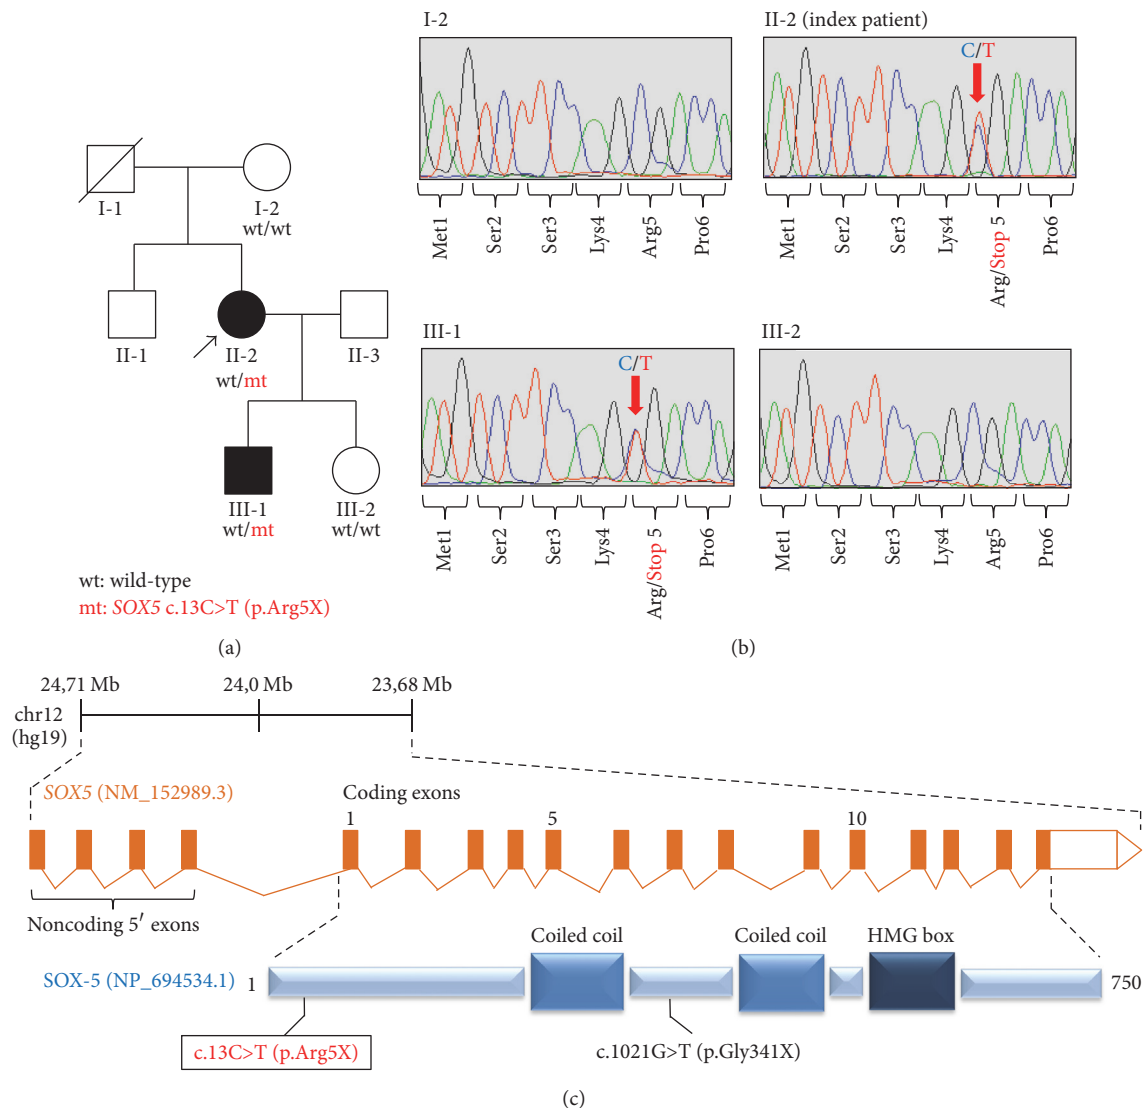 I-1
I-2
wt/wt
II-1
II-2
wt/mt
II-3
III-1
wt/mt
III-2
wt/wt
wt: wild-type
mt: SOX5 c.13C>T (p.Arg5X)
(a)
I-2
Met1
Ser2
Ser3
Lys4
Arg5
Pro6
II-2 (index patient)
C/T
Met1
Ser2
Ser3
Lys4
Arg/Stop 5
Pro6
III-1
C/T
Met1
Ser2
Ser3
Lys4
Arg/Stop 5
Pro6
III-2
Met1
Ser2
Ser3
Lys4
Arg5
Pro6
(b)
24,71 Mb
24,0 Mb
23,68 Mb
chr12
(hg19)
SOX5 (NM_152989.3)
Coding exons
1
5
10
Noncoding 5′ exons
Coiled coil
Coiled coil
HMG box
SOX-5 (NP_694534.1)
1
750
c.13C>T (p.Arg5X)
c.1021G>T (p.Gly341X)
(c)